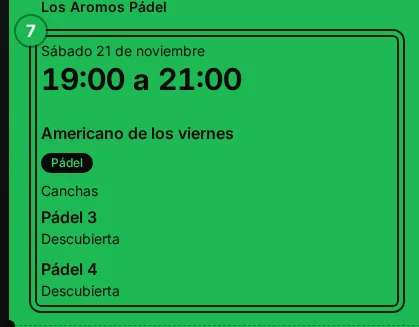 Los Aromos Pádel
7
Sábado 21 de noviembre
19:00 a 21:00
Americano de los viernes
Pádel
Canchas
Pádel 3
Descubierta
Pádel 4
Descubierta